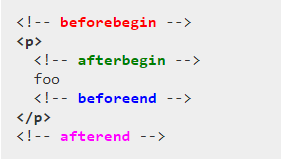 <!-- beforebegin -->
<p>
<!-- afterbegin -->
foo
<!-- beforeend -->
</p>
<!-- afterend -->